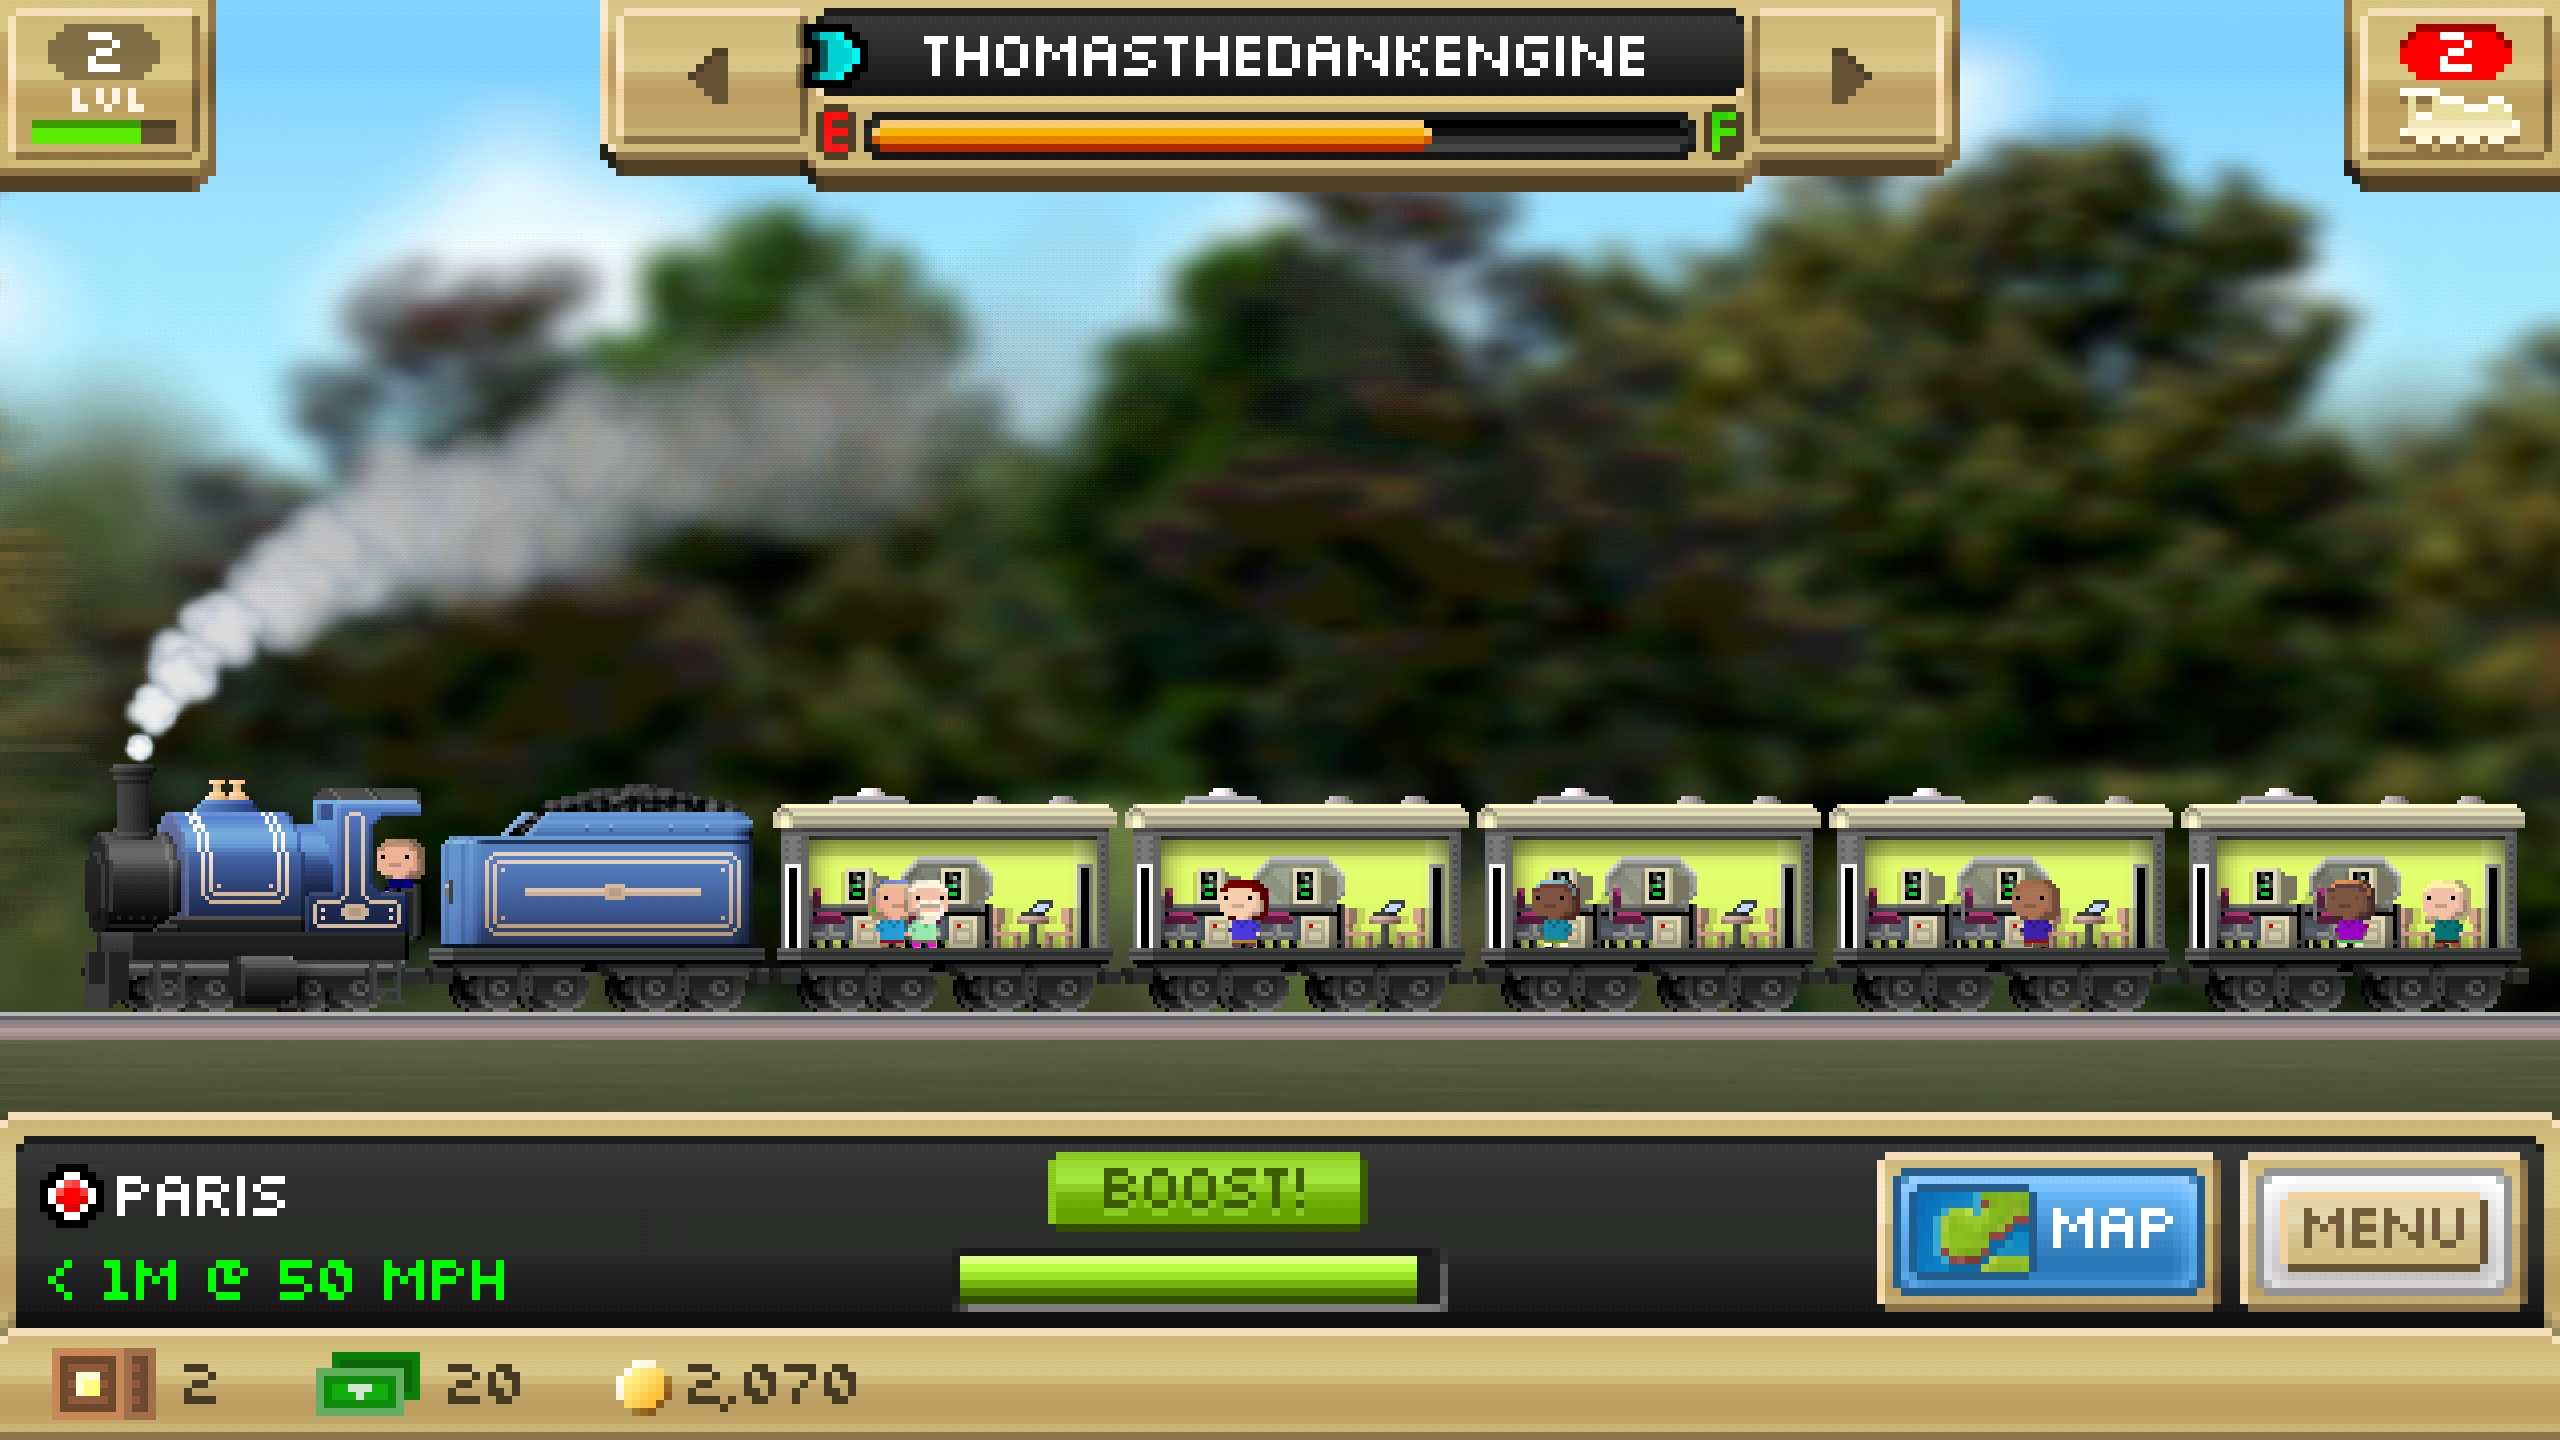 2
LVL
THOMASTHEDANKENGINE
E F
2
PARIS
< 1M @ 50 MPH
BOOST!
MAP
MENU
2 20 2,070